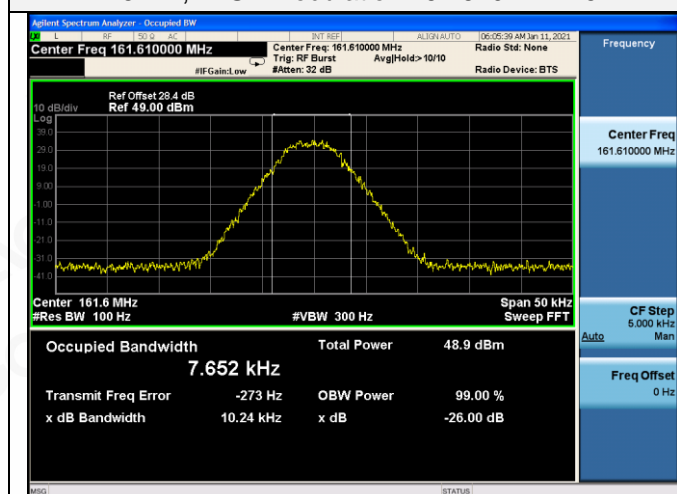 Agilent Spectrum Analyzer - Occupied BW
L RF 50 Ω AC INT REF ALIGN AUTO 06:05:39 AM Jan 11, 2021
Center Freq 161.610000 MHz Center Freq: 161.610000 MHz Radio Std: None Frequency
Trig: RF Burst Avg|Hold:> 10/10
#IFGain:Low #Atten: 32 dB Radio Device: BTS
Ref Offset 28.4 dB
10 dB/div Ref 49.00 dBm
Log
39.0
29.0
19.0
9.00
-1.00
-11.0
-21.0
-31.0
-41.0
Center Freq
161.610000 MHz
Center 161.6 MHz Span 50 kHz
#Res BW 100 Hz #VBW 300 Hz Sweep FFT
CF Step
5.000 kHz
Auto Man
Occupied Bandwidth Total Power 48.9 dBm
7.652 kHz
Transmit Freq Error -273 Hz OBW Power 99.00 %
x dB Bandwidth 10.24 kHz x dB -26.00 dB
Freq Offset
0 Hz
MSG STATUS